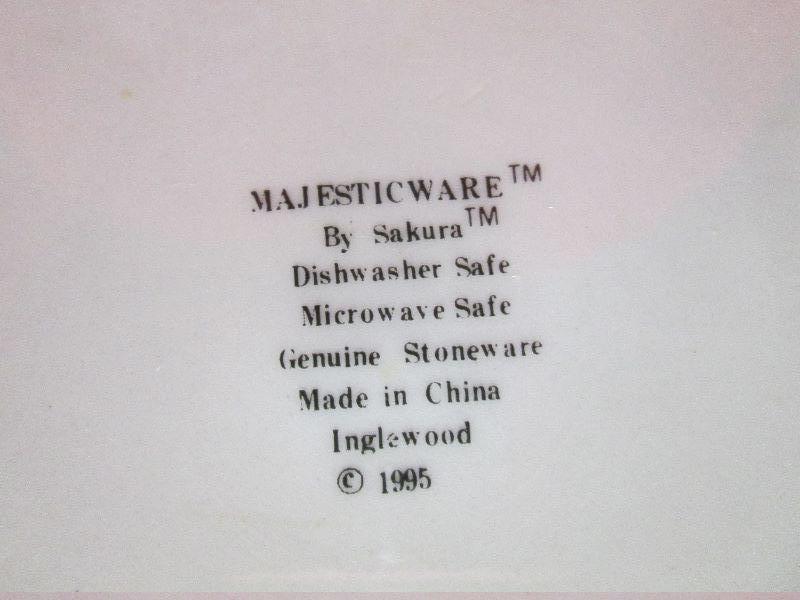 MAJESTICWARE™
By Sakura™
Dishwasher Safe
Microwave Safe
Genuine Stoneware
Made in China
Inglewood
© 1995